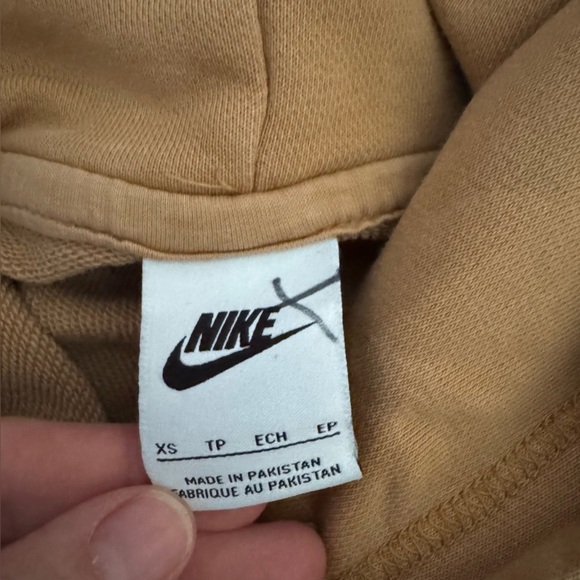 NIKE
XS TP ECH EP
MADE IN PAKISTAN
FABRIQUE AU PAKISTAN